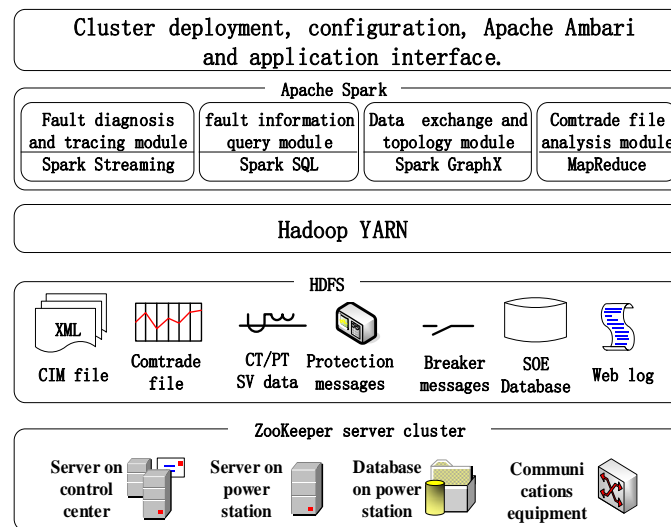 Cluster deployment, configuration, Apache Ambari
and application interface.
Apache Spark
Fault diagnosis
and tracing module
Spark Streaming
fault information
query module
Spark SQL
Data exchange and
topology module
Spark GraphX
Comtrade file
analysis module
MapReduce
Hadoop YARN
HDFS
XML
CIM file
Comtrade
file
CT/PT
SV data
Protection
messages
Breaker
messages
SOE
Database
Web log
ZooKeeper server cluster
Server on
control
center
Server on
power
station
Database
on power
station
Communi
cations
equipment